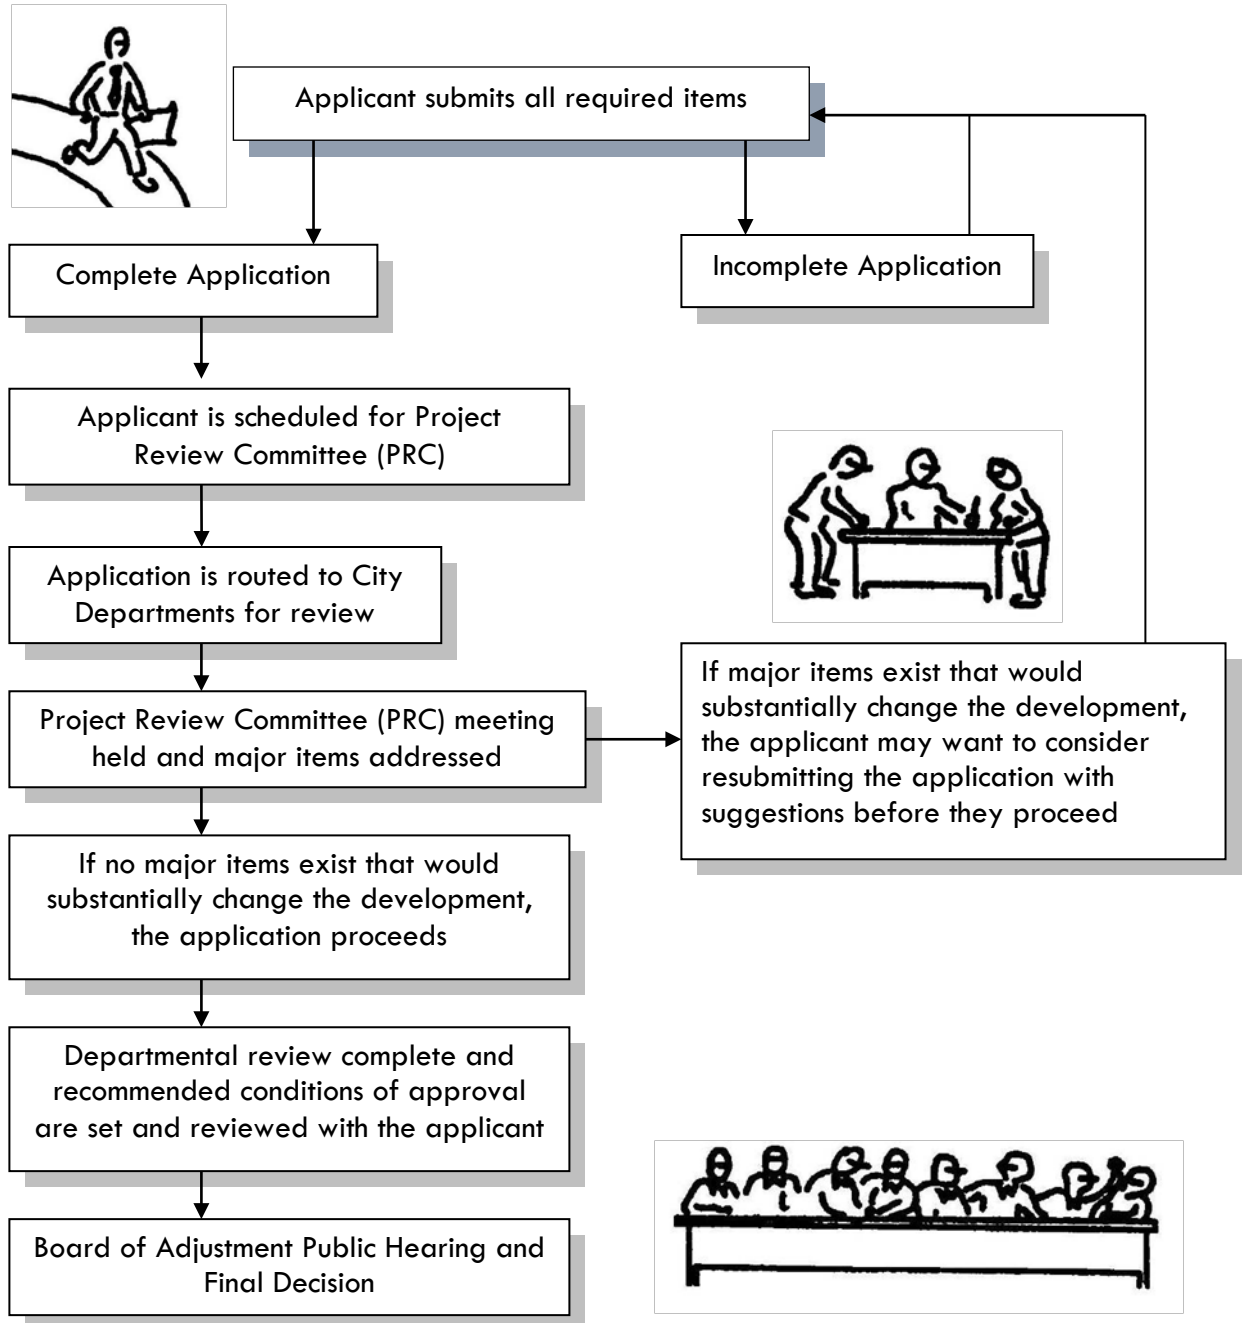 Applicant submits all required items
Complete Application
Incomplete Application
Applicant is scheduled for Project
Review Committee (PRC)
Application is routed to City
Departments for review
Project Review Committee (PRC) meeting
held and major items addressed
If major items exist that would
substantially change the development,
the applicant may want to consider
resubmitting the application with
suggestions before they proceed
If no major items exist that would
substantially change the development,
the application proceeds
Departmental review complete and
recommended conditions of approval
are set and reviewed with the applicant
Board of Adjustment Public Hearing and
Final Decision